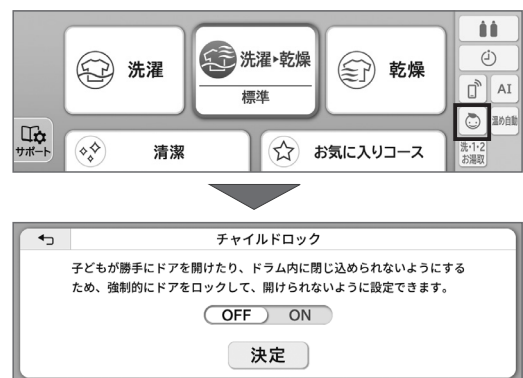 洗濯
洗濯▸乾燥
標準
乾燥
AI
温め自動
洗・1・2
お湯取
サポート
清潔
お気に入りコース
チャイルドロック
子どもが勝手にドアを開けたり、ドラム内に閉じ込められないようにする
ため、強制的にドアをロックして、開けられないように設定できます。
OFF ON
決定